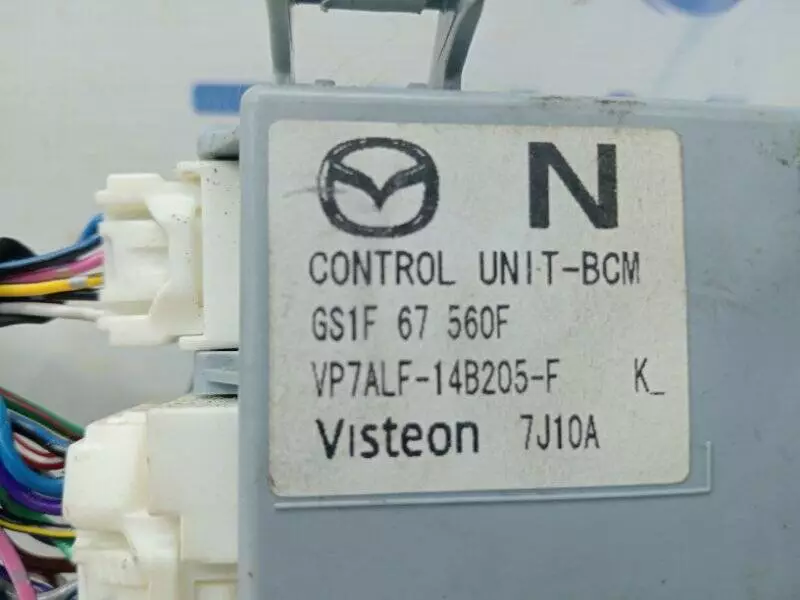 N
CONTROL UNIT-BCM
GS1F 67 560F
VP7ALF-14B205-F K_
Visteon 7J10A